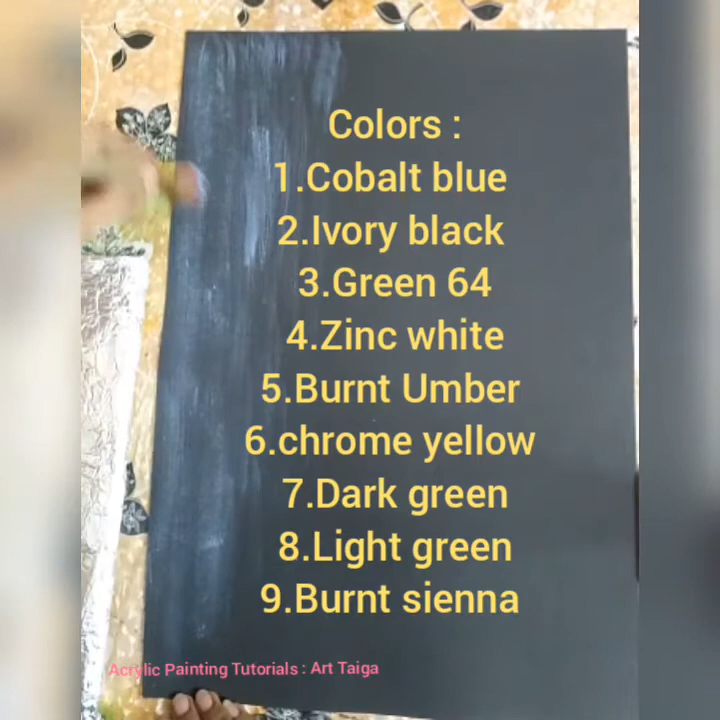 Colors :
1.Cobalt blue
2.Ivory black
3.Green 64
4.Zinc white
5.Burnt Umber
6.chrome yellow
7.Dark green
8.Light green
9.Burnt sienna
Acrylic Painting Tutorials : Art Taiga